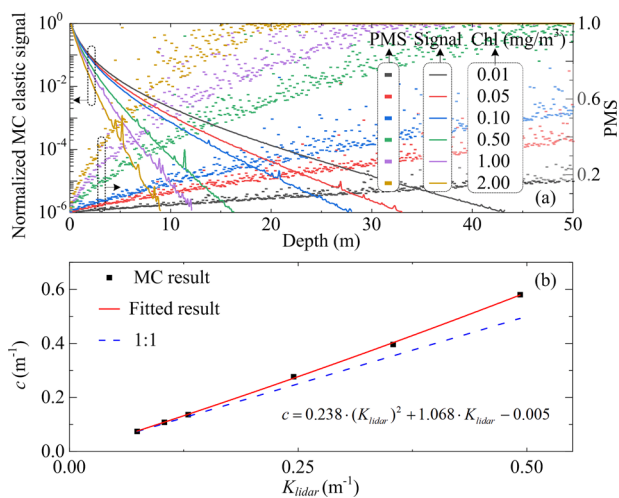 Normalized MC elastic signal
10^0
10^-2
10^-4
10^-6
PMS Signal Chl (mg/m^3)
0.01
0.05
0.10
0.50
1.00
2.00
1.0
0.6
0.2
PMS
(a)
0 10 20 30 40 50
Depth (m)
(b)
MC result
Fitted result
1:1
c (m^-1)
0.6
0.4
0.2
0.0
c = 0.238·(K_lidar)^2 + 1.068·K_lidar − 0.005
0.00 0.25 0.50
K_lidar (m^-1)